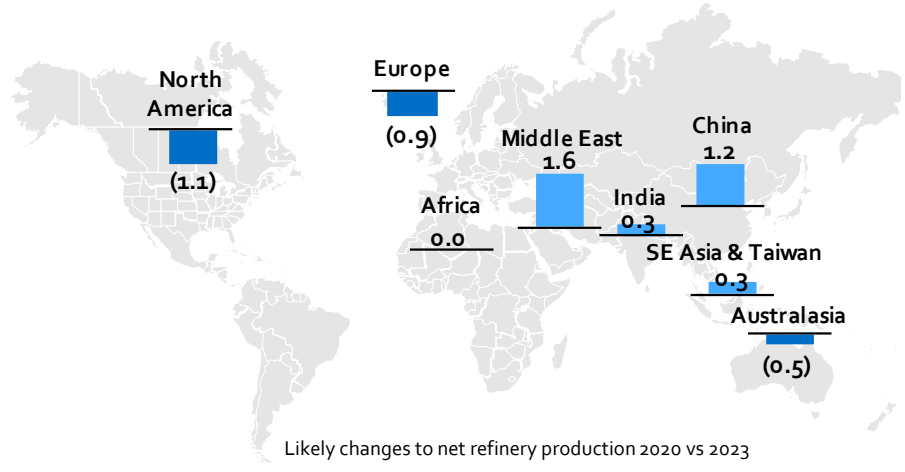 North
America
(1.1)
Europe
(0.9)
Middle East
1.6
China
1.2
Africa
0.0
India
0.3
SE Asia & Taiwan
0.3
Australasia
(0.5)
Likely changes to net refinery production 2020 vs 2023